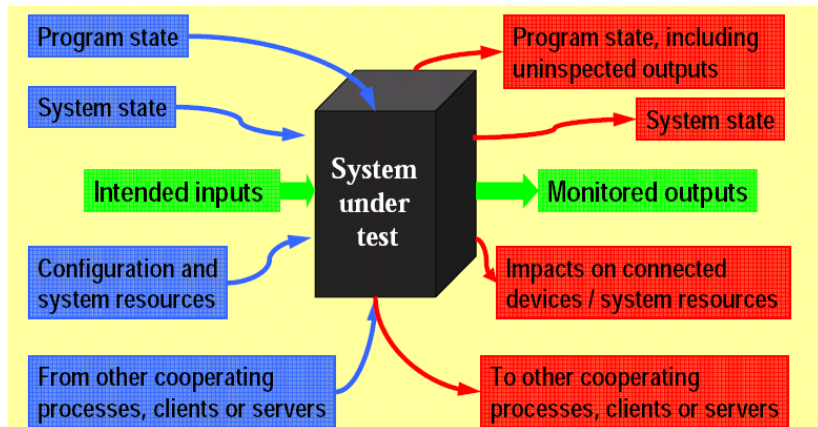 Program state
Program state, including
uninspected outputs
System state
System state
Intended inputs
System
under
test
Monitored outputs
Configuration and
system resources
Impacts on connected
devices / system resources
From other cooperating
processes, clients or servers
To other cooperating
processes, clients or servers